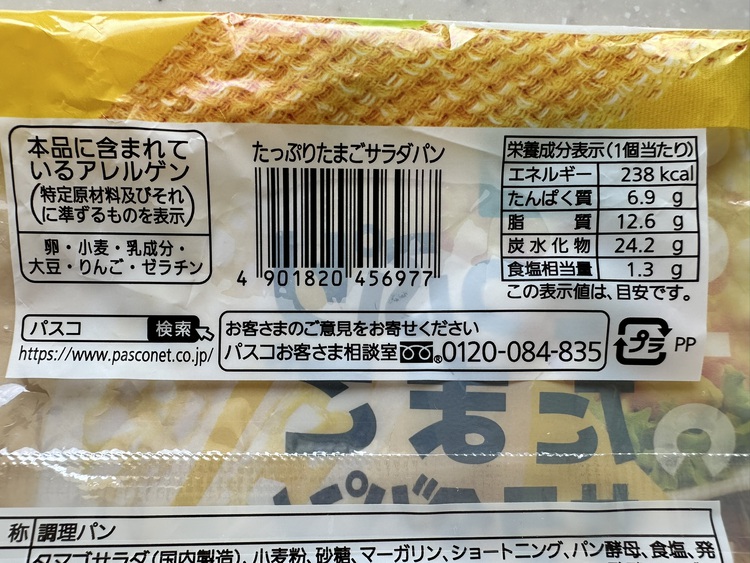 本品に含まれて
いるアレルゲン
(特定原材料及びそれ
に準ずるものを表示)
卵・小麦・乳成分・
大豆・りんご・ゼラチン
たっぷりたまごサラダパン
4 901820 456977
栄養成分表示(1個当たり)
エネルギー 238 kcal
たんぱく質 6.9 g
脂質 12.6 g
炭水化物 24.2 g
食塩相当量 1.3 g
この表示値は、目安です。
パスコ 検索
https://www.pasconet.co.jp/
お客さまのご意見をお寄せください
パスコお客さま相談室 0120-084-835
プラ PP
称 調理パン
タマゴサラダ(国内製造)、小麦粉、砂糖、マーガリン、ショートニング、パン酵母、食塩、発